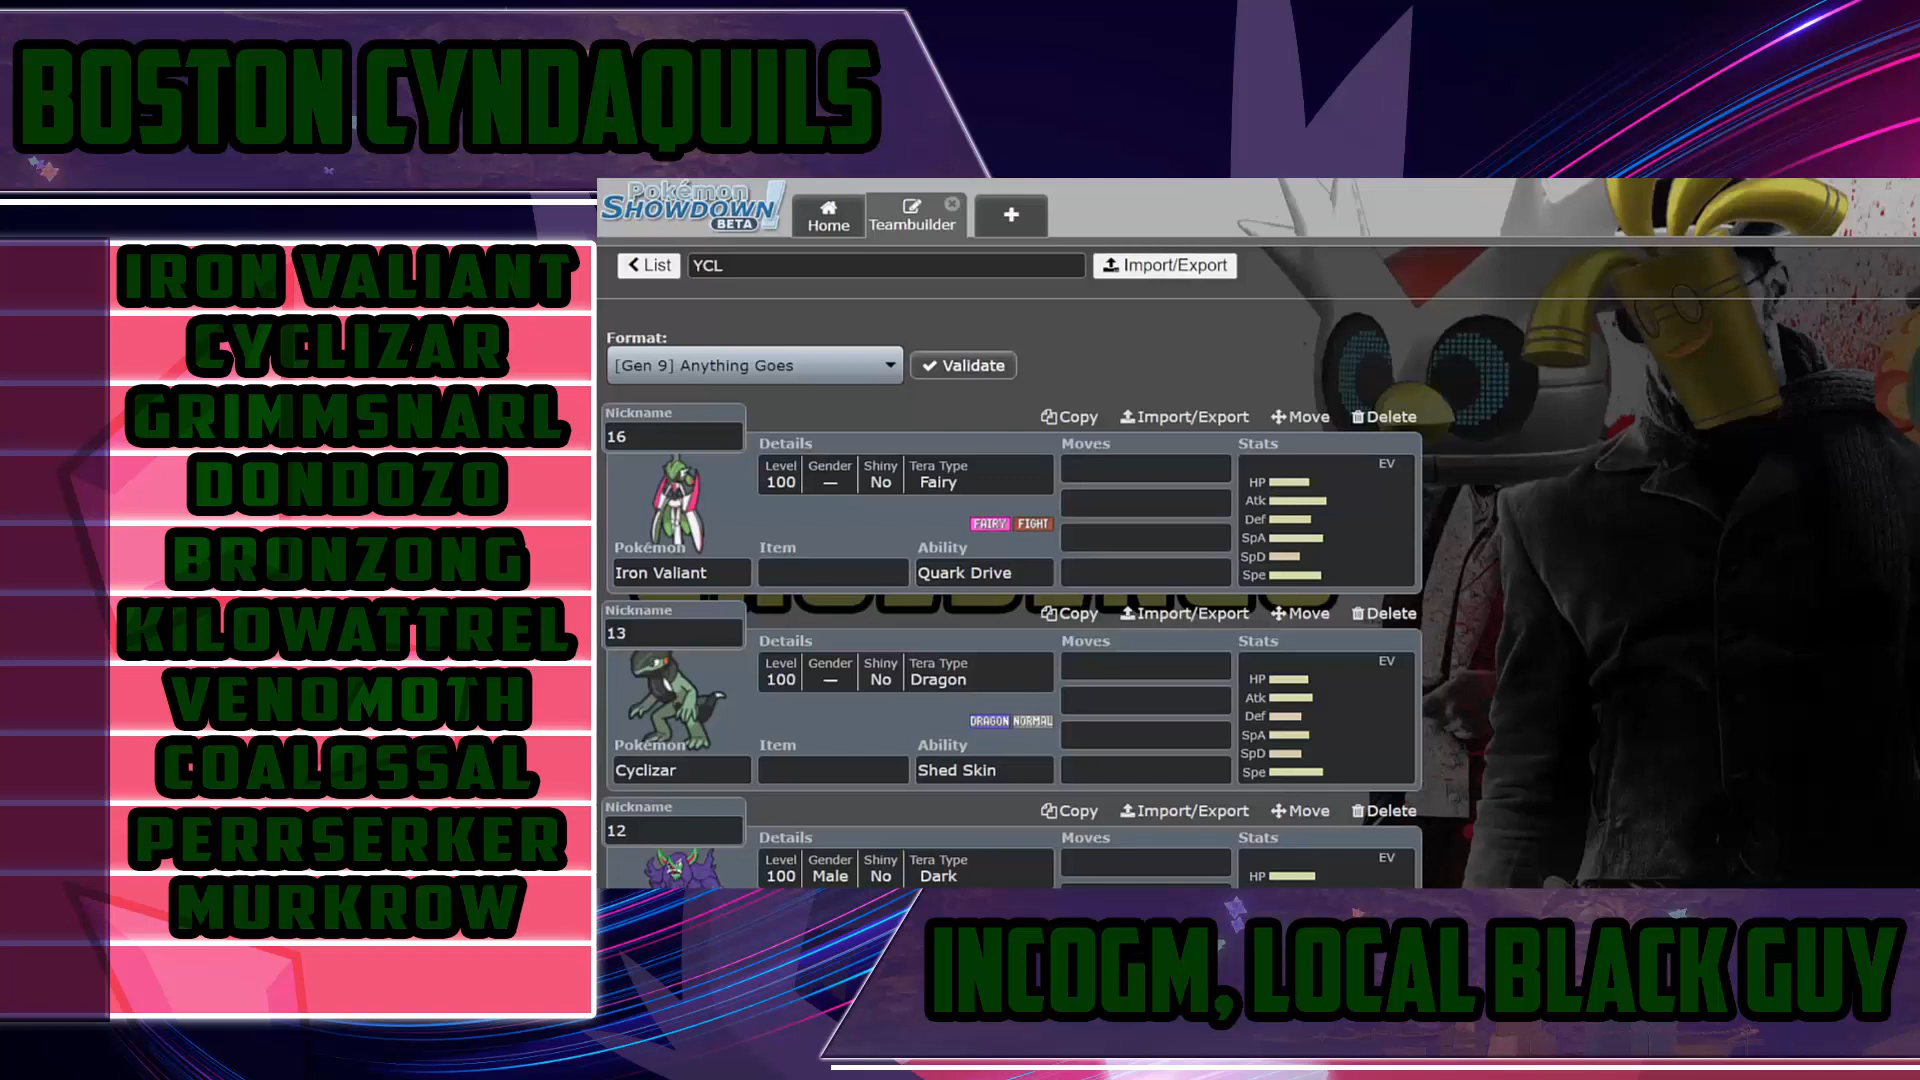 BOSTON CYNDAQUILS
IRON VALIANT
CYCLIZAR
GRIMMSNARL
DONDOZO
BRONZONG
KILOWATTREL
VENOMOTH
COALOSSAL
PERRSERKER
MURKROW
Pokémon
SHOWDOWN!
BETA
Home
Teambuilder
List
YCL
Import/Export
Format:
[Gen 9] Anything Goes
Validate
Nickname
16
Copy Import/Export Move Delete
Details Moves Stats
Level Gender Shiny Tera Type EV
100 — No Fairy
HP
Atk
Def
SpA
SpD
Spe
FAIRY FIGHT
Pokémon Item Ability
Iron Valiant Quark Drive
Nickname
13
Copy Import/Export Move Delete
Details Moves Stats
Level Gender Shiny Tera Type EV
100 — No Dragon
HP
Atk
Def
SpA
SpD
Spe
DRAGON NORMAL
Pokémon Item Ability
Cyclizar Shed Skin
Nickname
12
Copy Import/Export Move Delete
Details Moves Stats
Level Gender Shiny Tera Type EV
100 Male No Dark
HP
INCOGM, LOCAL BLACK GUY